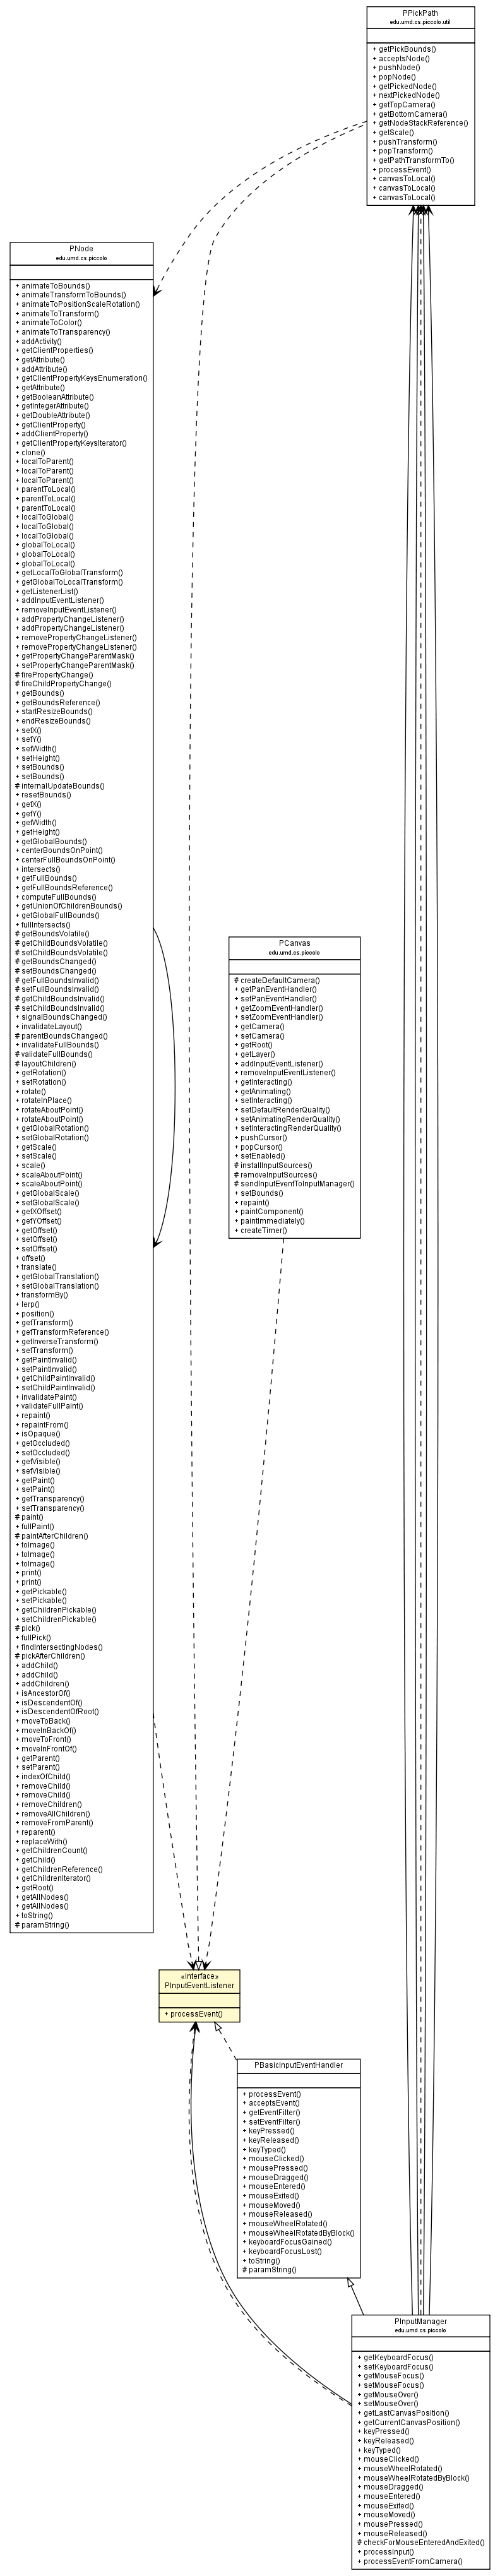 PPickPath
edu.umd.cs.piccolo.util
+ getPickBounds()
+ acceptsNode()
+ pushNode()
+ popNode()
+ getPickedNode()
+ nextPickedNode()
+ getTopCamera()
+ getBottomCamera()
+ getNodeStackReference()
+ getScale()
+ pushTransform()
+ popTransform()
+ getPathTransformTo()
+ processEvent()
+ canvasToLocal()
+ canvasToLocal()
+ canvasToLocal()
PNode
edu.umd.cs.piccolo
+ animateToBounds()
+ animateTransformToBounds()
+ animateToPositionScaleRotation()
+ animateToTransform()
+ animateToColor()
+ animateToTransparency()
+ addActivity()
+ getClientProperties()
+ getAttribute()
+ addAttribute()
+ getClientPropertyKeysEnumeration()
+ getAttribute()
+ getBooleanAttribute()
+ getIntegerAttribute()
+ getDoubleAttribute()
+ getClientProperty()
+ addClientProperty()
+ getClientPropertyKeysIterator()
+ clone()
+ localToParent()
+ localToParent()
+ localToParent()
+ parentToLocal()
+ parentToLocal()
+ parentToLocal()
+ localToGlobal()
+ localToGlobal()
+ localToGlobal()
+ globalToLocal()
+ globalToLocal()
+ globalToLocal()
+ getLocalToGlobalTransform()
+ getGlobalToLocalTransform()
+ getListenerList()
+ addInputEventListener()
+ removeInputEventListener()
+ addPropertyChangeListener()
+ addPropertyChangeListener()
+ removePropertyChangeListener()
+ removePropertyChangeListener()
+ getPropertyChangeParentMask()
+ setPropertyChangeParentMask()
# firePropertyChange()
# fireChildPropertyChange()
+ getBounds()
+ getBoundsReference()
+ startResizeBounds()
+ endResizeBounds()
+ setX()
+ setY()
+ setWidth()
+ setHeight()
+ setBounds()
+ setBounds()
# internalUpdateBounds()
+ resetBounds()
+ getX()
+ getY()
+ getWidth()
+ getHeight()
+ getGlobalBounds()
+ centerBoundsOnPoint()
+ centerFullBoundsOnPoint()
+ intersects()
+ getFullBounds()
+ getFullBoundsReference()
+ computeFullBounds()
+ getUnionOfChildrenBounds()
+ getGlobalFullBounds()
+ fullIntersects()
# getBoundsVolatile()
# getChildBoundsVolatile()
# setChildBoundsVolatile()
# getBoundsChanged()
# setBoundsChanged()
# getFullBoundsInvalid()
# setFullBoundsInvalid()
# getChildBoundsInvalid()
# setChildBoundsInvalid()
+ signalBoundsChanged()
+ invalidateLayout()
# parentBoundsChanged()
+ invalidateFullBounds()
# validateFullBounds()
# layoutChildren()
+ getRotation()
+ setRotation()
+ rotate()
+ rotateInPlace()
+ rotateAboutPoint()
+ rotateAboutPoint()
+ getGlobalRotation()
+ setGlobalRotation()
+ getScale()
+ setScale()
+ scale()
+ scaleAboutPoint()
+ scaleAboutPoint()
+ getGlobalScale()
+ setGlobalScale()
+ getXOffset()
+ getYOffset()
+ getOffset()
+ setOffset()
+ setOffset()
+ offset()
+ translate()
+ getGlobalTranslation()
+ setGlobalTranslation()
+ transformBy()
+ lerp()
+ position()
+ getTransform()
+ getTransformReference()
+ getInverseTransform()
+ setTransform()
+ getPaintInvalid()
+ setPaintInvalid()
+ getChildPaintInvalid()
+ setChildPaintInvalid()
+ invalidatePaint()
+ validateFullPaint()
+ repaint()
+ repaintFrom()
+ isOpaque()
+ getOccluded()
+ setOccluded()
+ getVisible()
+ setVisible()
+ getPaint()
+ setPaint()
+ getTransparency()
+ setTransparency()
# paint()
+ fullPaint()
# paintAfterChildren()
+ toImage()
+ toImage()
+ toImage()
+ print()
+ print()
+ getPickable()
+ setPickable()
+ getChildrenPickable()
+ setChildrenPickable()
# pick()
+ fullPick()
+ findIntersectingNodes()
# pickAfterChildren()
+ addChild()
+ addChild()
+ addChildren()
+ isAncestorOf()
+ isDescendentOf()
+ isDescendentOfRoot()
+ moveToBack()
+ moveInBackOf()
+ moveToFront()
+ moveInFrontOf()
+ getParent()
+ setParent()
+ indexOfChild()
+ removeChild()
+ removeChild()
+ removeChildren()
+ removeAllChildren()
+ removeFromParent()
+ reparent()
+ replaceWith()
+ getChildrenCount()
+ getChild()
+ getChildrenReference()
+ getChildrenIterator()
+ getRoot()
+ getAllNodes()
+ getAllNodes()
+ toString()
# paramString()
PCanvas
edu.umd.cs.piccolo
# createDefaultCamera()
+ getPanEventHandler()
+ setPanEventHandler()
+ getZoomEventHandler()
+ setZoomEventHandler()
+ getCamera()
+ setCamera()
+ getRoot()
+ getLayer()
+ addInputEventListener()
+ removeInputEventListener()
+ getInteracting()
+ getAnimating()
+ setInteracting()
+ setDefaultRenderQuality()
+ setAnimatingRenderQuality()
+ setInteractingRenderQuality()
+ pushCursor()
+ popCursor()
+ setEnabled()
# installInputSources()
# removeInputSources()
# sendInputEventToInputManager()
+ setBounds()
+ repaint()
+ paintComponent()
+ paintImmediately()
+ createTimer()
«interface»
PInputEventListener
+ processEvent()
PBasicInputEventHandler
+ processEvent()
+ acceptsEvent()
+ getEventFilter()
+ setEventFilter()
+ keyPressed()
+ keyReleased()
+ keyTyped()
+ mouseClicked()
+ mousePressed()
+ mouseDragged()
+ mouseEntered()
+ mouseExited()
+ mouseMoved()
+ mouseReleased()
+ mouseWheelRotated()
+ mouseWheelRotatedByBlock()
+ keyboardFocusGained()
+ keyboardFocusLost()
+ toString()
# paramString()
PInputManager
edu.umd.cs.piccolo
+ getKeyboardFocus()
+ setKeyboardFocus()
+ getMouseFocus()
+ setMouseFocus()
+ getMouseOver()
+ setMouseOver()
+ getLastCanvasPosition()
+ getCurrentCanvasPosition()
+ keyPressed()
+ keyReleased()
+ keyTyped()
+ mouseClicked()
+ mouseWheelRotated()
+ mouseWheelRotatedByBlock()
+ mouseDragged()
+ mouseEntered()
+ mouseExited()
+ mouseMoved()
+ mousePressed()
+ mouseReleased()
# checkForMouseEnteredAndExited()
+ processInput()
+ processEventFromCamera()